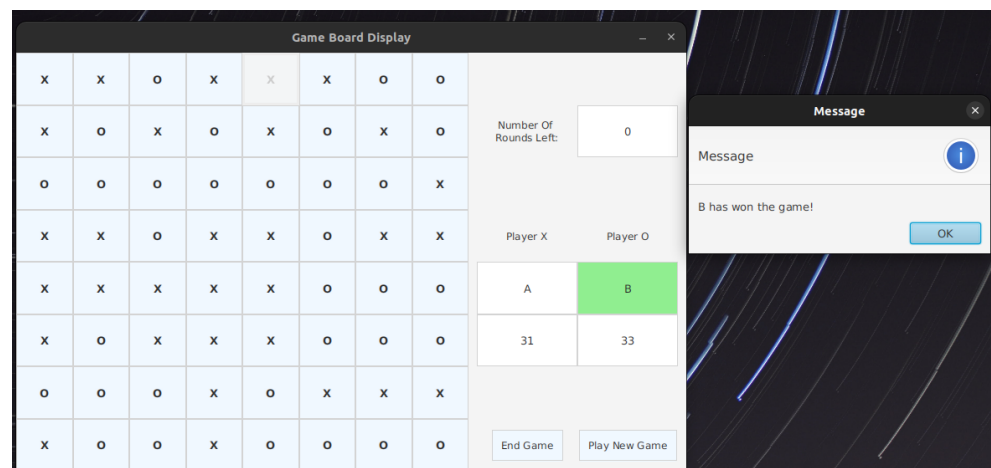 Game Board Display
X X O X X X O O
X O X O X O X O
Number Of
Rounds Left:
0
O O O O O O O X
X X O X X O X X
Player X Player O
X X X X X O O O
A B
X O X X X O O O
31 33
O O O X O X X X
X O O X O O O O
End Game Play New Game
Message
Message
i
B has won the game!
OK